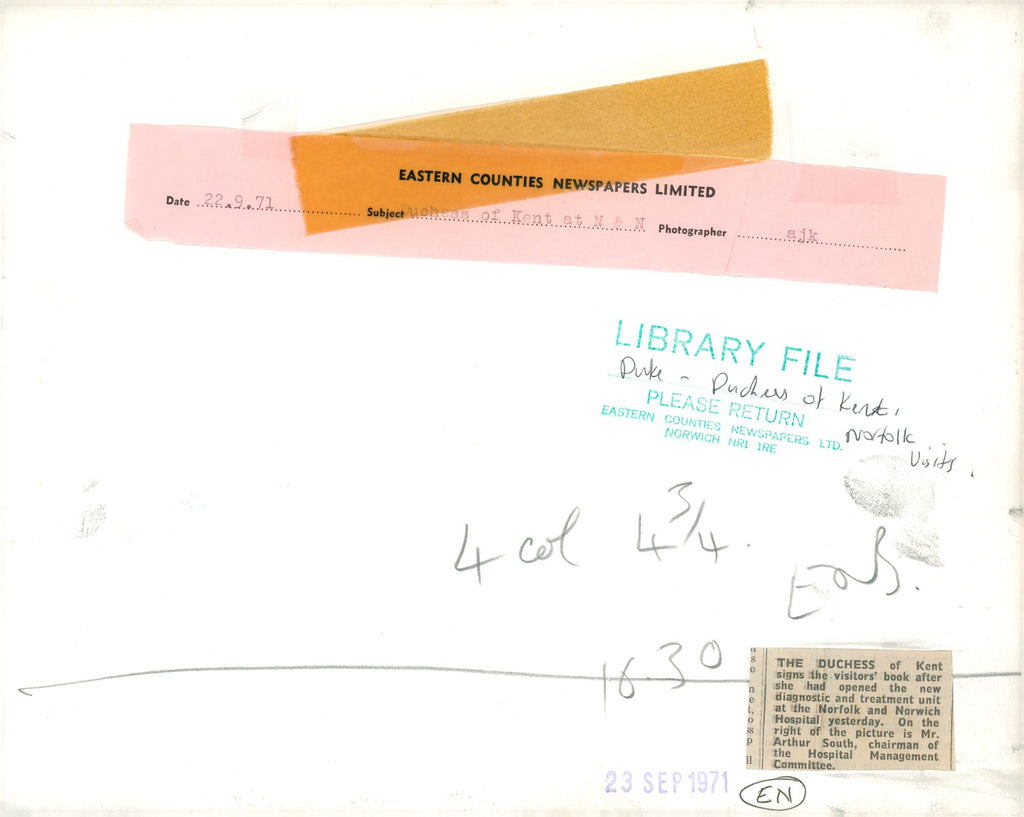 EASTERN COUNTIES NEWSPAPERS LIMITED
Date 22.9.71 Subject Duchess of Kent at N & N Photographer ajk
LIBRARY FILE
Duke - Duchess of Kent.
PLEASE RETURN
EASTERN COUNTIES NEWSPAPERS LTD.
NORWICH NR1 1RE
Norfolk
Visits.
4 col 4 3/4.
16.30
THE DUCHESS of Kent
signs the visitors' book after
she had opened the new
diagnostic and treatment unit
at the Norfolk and Norwich
Hospital yesterday. On the
right of the picture is Mr.
Arthur South, chairman of
the Hospital Management
Committee.
23 SEP 1971
EN